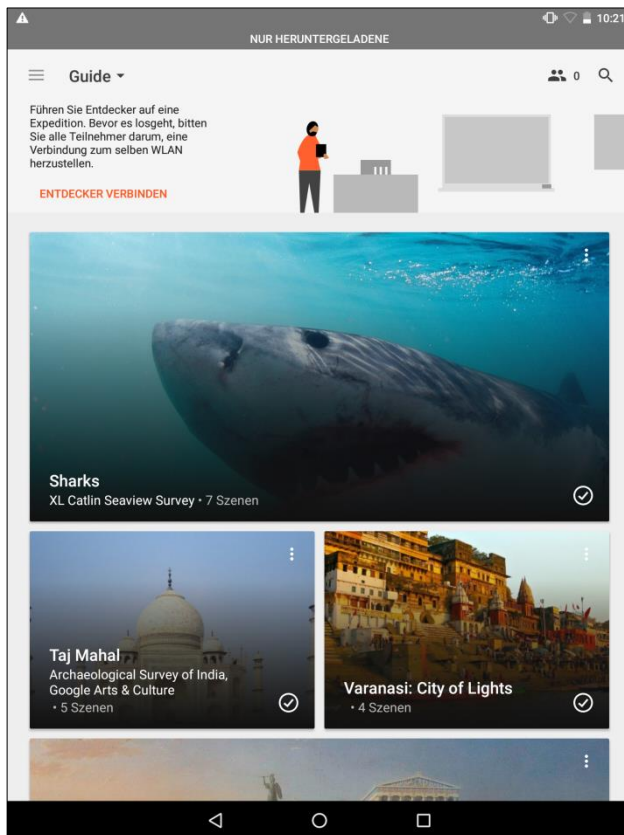 10:21
NUR HERUNTERGELADENE
Guide
0
Führen Sie Entdecker auf eine
Expedition. Bevor es losgeht, bitten
Sie alle Teilnehmer darum, eine
Verbindung zum selben WLAN
herzustellen.
ENTDECKER VERBINDEN
Sharks
XL Catlin Seaview Survey • 7 Szenen
Taj Mahal
Archaeological Survey of India,
Google Arts & Culture
• 5 Szenen
Varanasi: City of Lights
• 4 Szenen